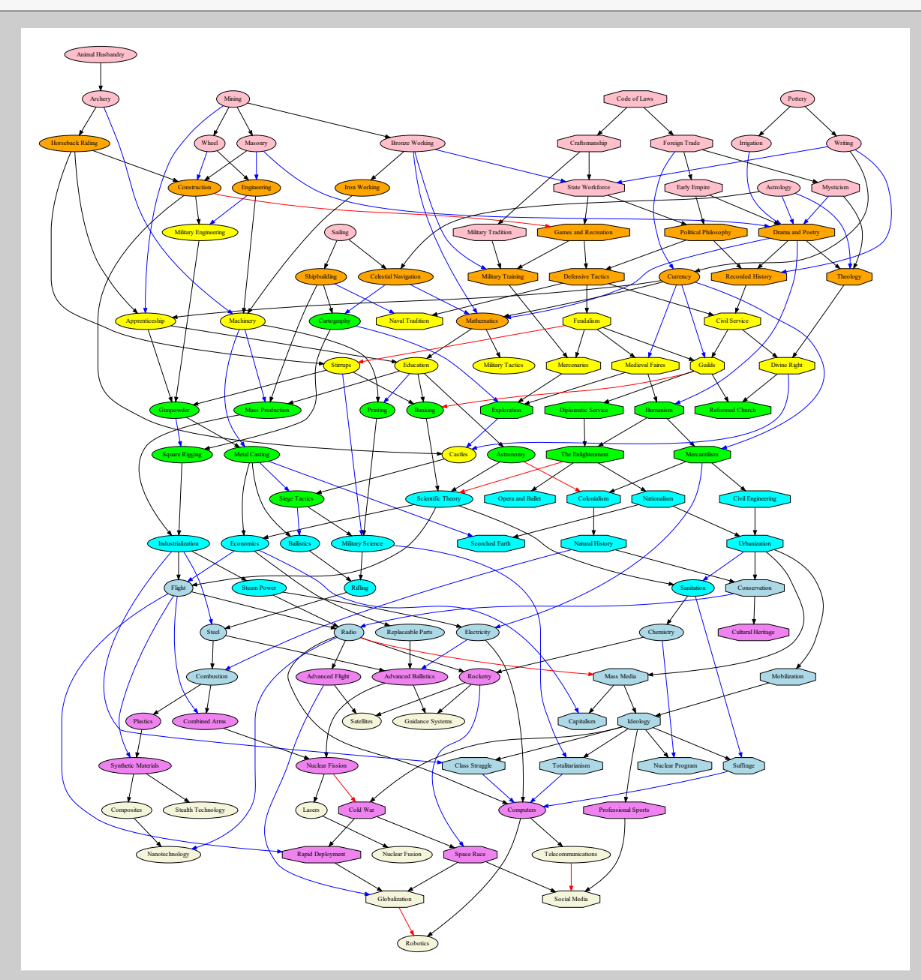 Animal Husbandry
Archery
Mining
Code of Laws
Pottery
Horseback Riding
Wheel
Masonry
Bronze Working
Craftsmanship
Foreign Trade
Irrigation
Writing
Construction
Engineering
Iron Working
State Workforce
Early Empire
Astrology
Mysticism
Military Engineering
Sailing
Military Tradition
Games and Recreation
Political Philosophy
Drama and Poetry
Shipbuilding
Celestial Navigation
Military Training
Defensive Tactics
Currency
Recorded History
Theology
Apprenticeship
Machinery
Cartography
Naval Tradition
Mathematics
Feudalism
Civil Service
Stirrups
Education
Military Tactics
Mercenaries
Medieval Faires
Guilds
Divine Right
Gunpowder
Mass Production
Printing
Banking
Exploration
Diplomatic Service
Humanism
Reformed Church
Square Rigging
Metal Casting
Castles
Astronomy
The Enlightenment
Mercantilism
Siege Tactics
Scientific Theory
Opera and Ballet
Colonialism
Nationalism
Civil Engineering
Industrialization
Economics
Ballistics
Military Science
Scorched Earth
Natural History
Urbanization
Flight
Steam Power
Rifling
Sanitation
Conservation
Steel
Radio
Replaceable Parts
Electricity
Chemistry
Cultural Heritage
Combustion
Advanced Flight
Advanced Ballistics
Rocketry
Mass Media
Mobilization
Plastics
Combined Arms
Satellites
Guidance Systems
Capitalism
Ideology
Synthetic Materials
Nuclear Fission
Class Struggle
Totalitarianism
Nuclear Program
Suffrage
Composites
Stealth Technology
Lasers
Cold War
Computers
Professional Sports
Nanotechnology
Rapid Deployment
Nuclear Fusion
Space Race
Telecommunications
Globalization
Social Media
Robotics